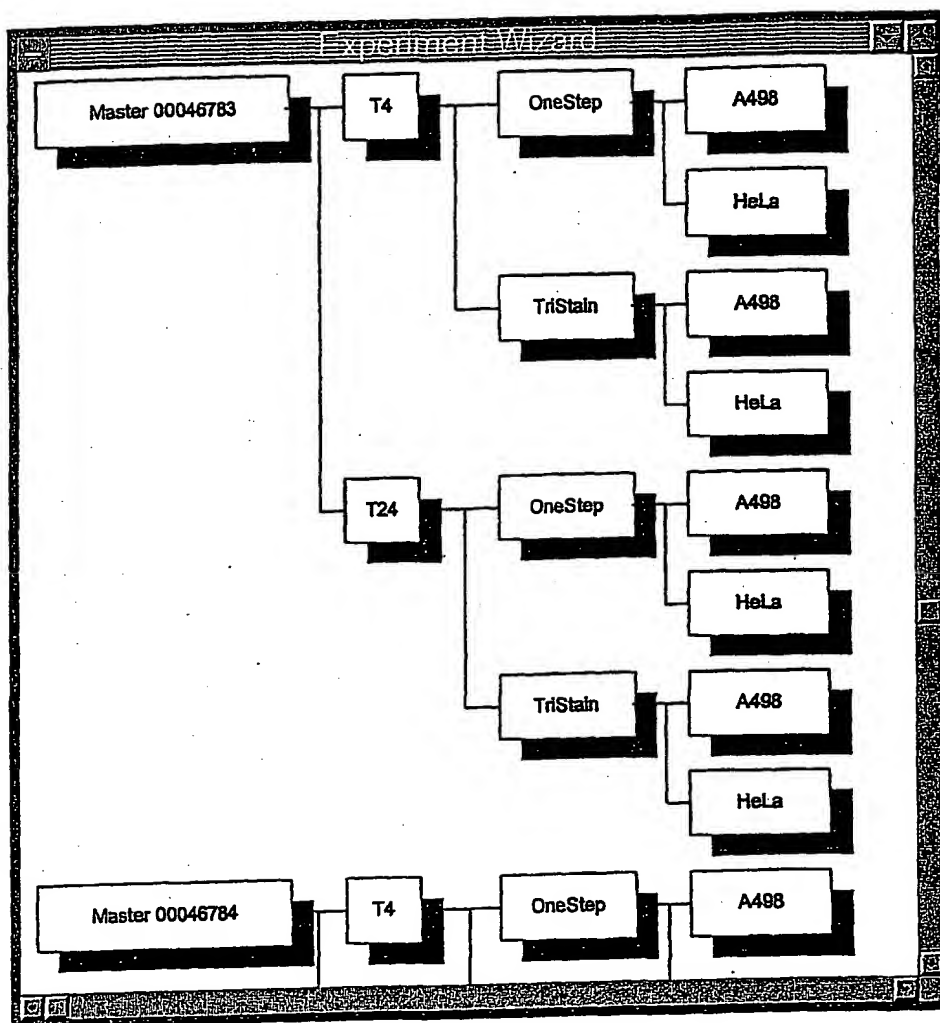 Experiment Wizard
Master 00046783
T4
OneStep
A498
HeLa
TriStain
A498
HeLa
T24
OneStep
A498
HeLa
TriStain
A498
HeLa
Master 00046784
T4
OneStep
A498